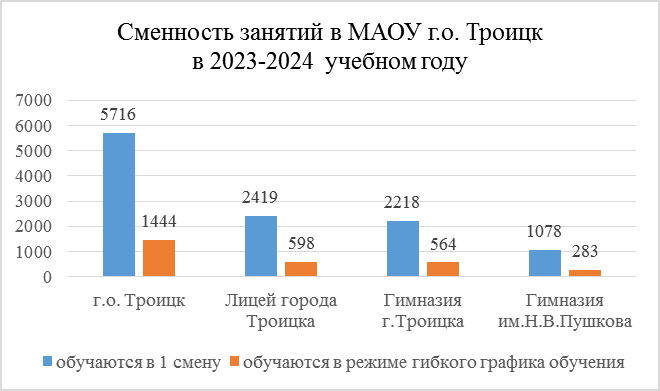 Сменность занятий в МАОУ г.о. Троицк
в 2023-2024 учебном году
7000
6000
5000
4000
3000
2000
1000
0
5716
1444
2419
598
2218
564
1078
283
г.о. Троицк
Лицей города
Троицка
Гимназия
г.Троицка
Гимназия
им.Н.В.Пушкова
обучаются в 1 смену
обучаются в режиме гибкого графика обучения